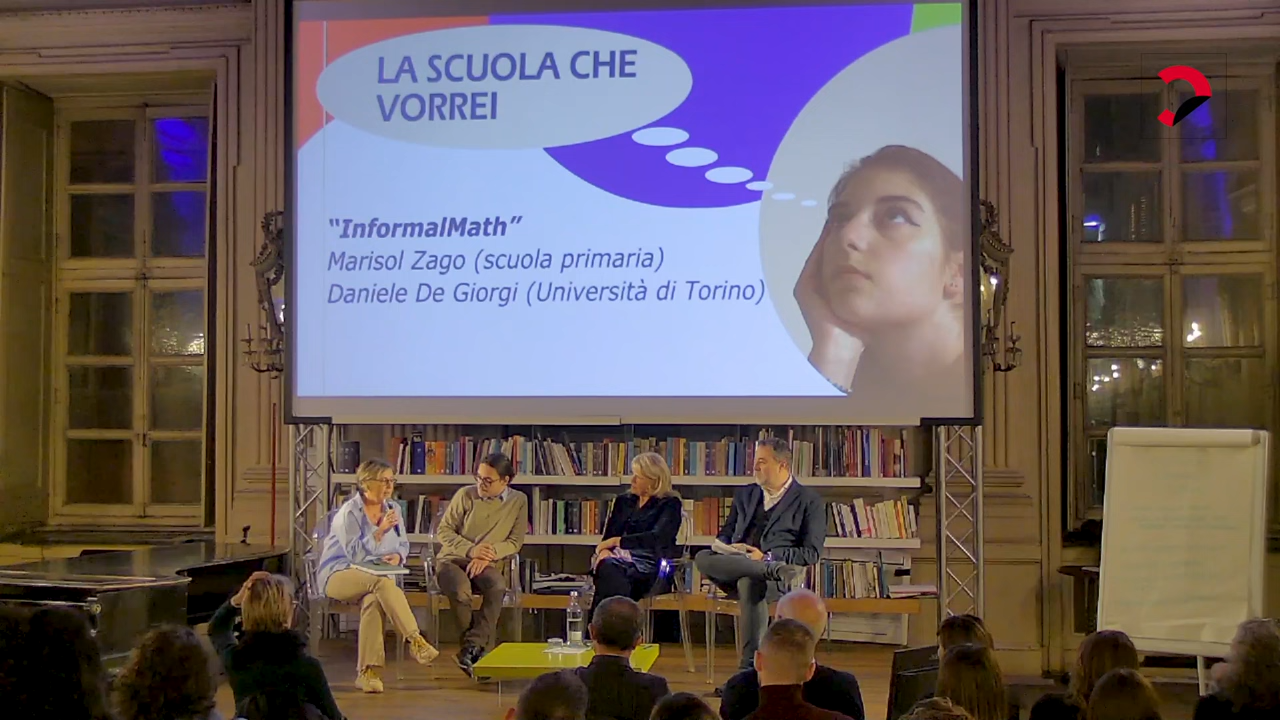 LA SCUOLA CHE
VORREI
“InformalMath”
Marisol Zago (scuola primaria)
Daniele De Giorgi (Università di Torino)